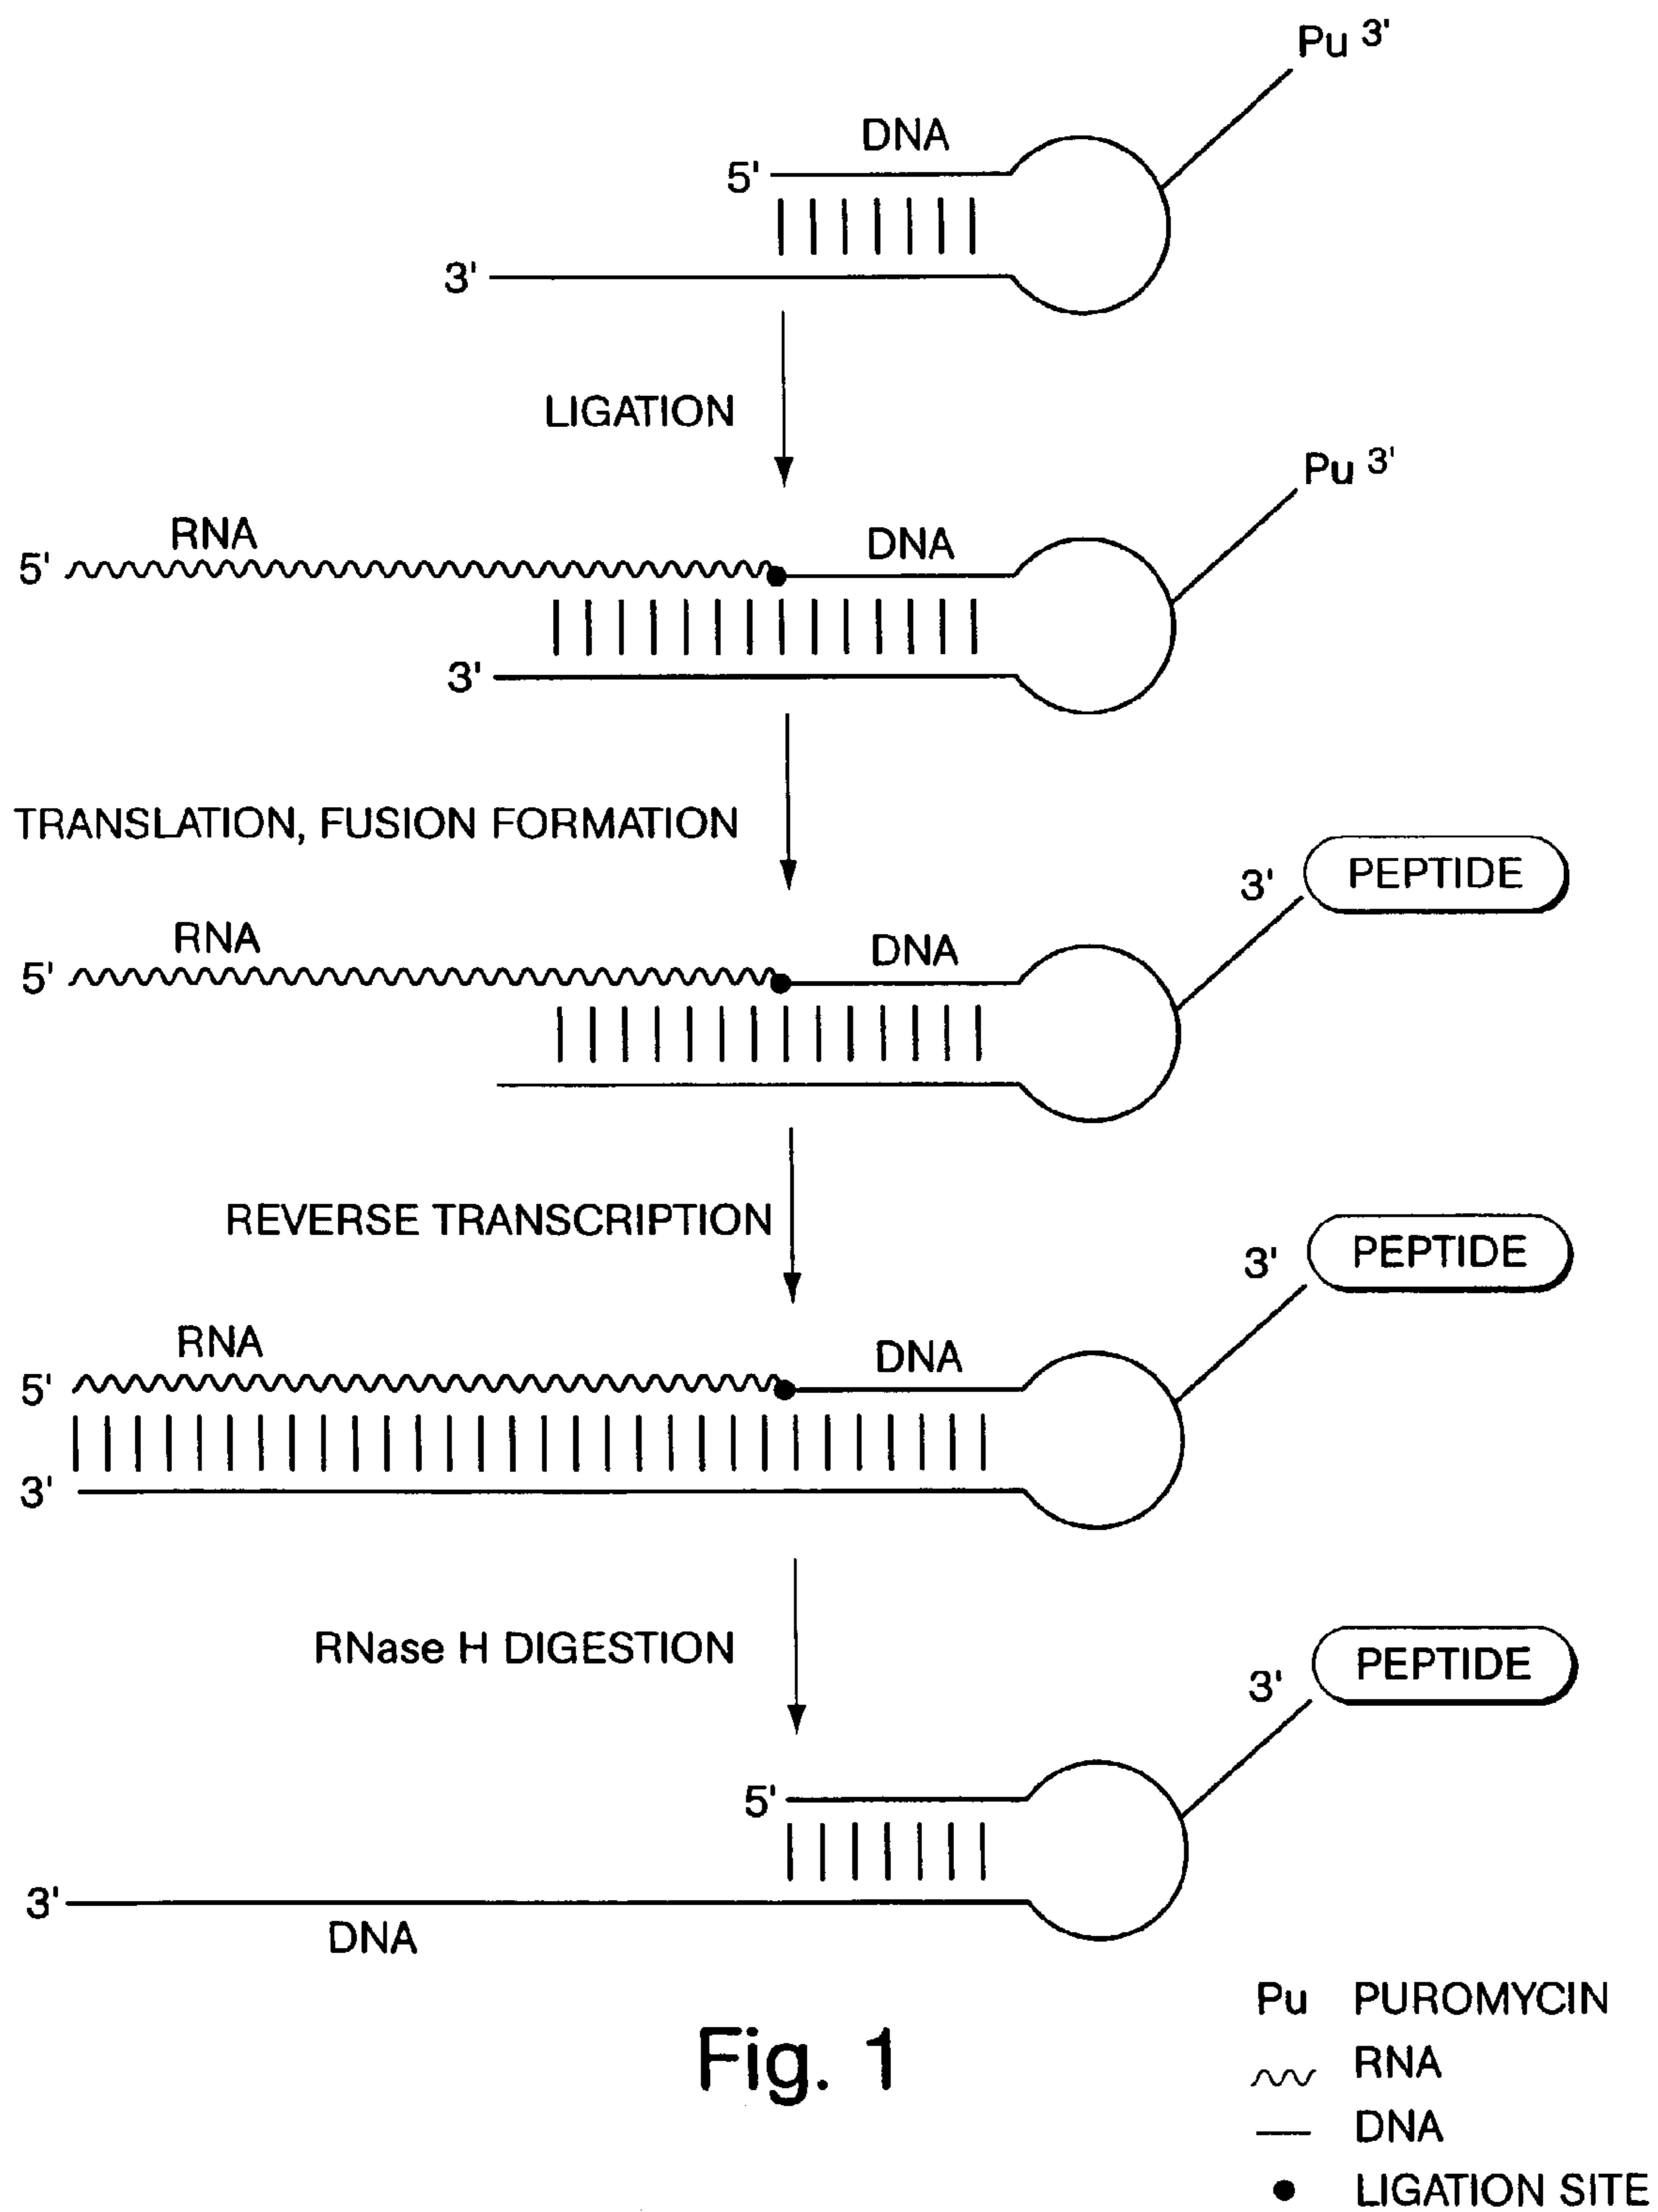 Pu 3'
DNA
5'
3'
LIGATION
Pu 3'
RNA
DNA
5'
3'
TRANSLATION, FUSION FORMATION
3' PEPTIDE
RNA
DNA
5'
REVERSE TRANSCRIPTION
3' PEPTIDE
RNA
DNA
5'
3'
RNase H DIGESTION
3' PEPTIDE
5'
3'
DNA
Pu PUROMYCIN
RNA
DNA
LIGATION SITE
Fig. 1